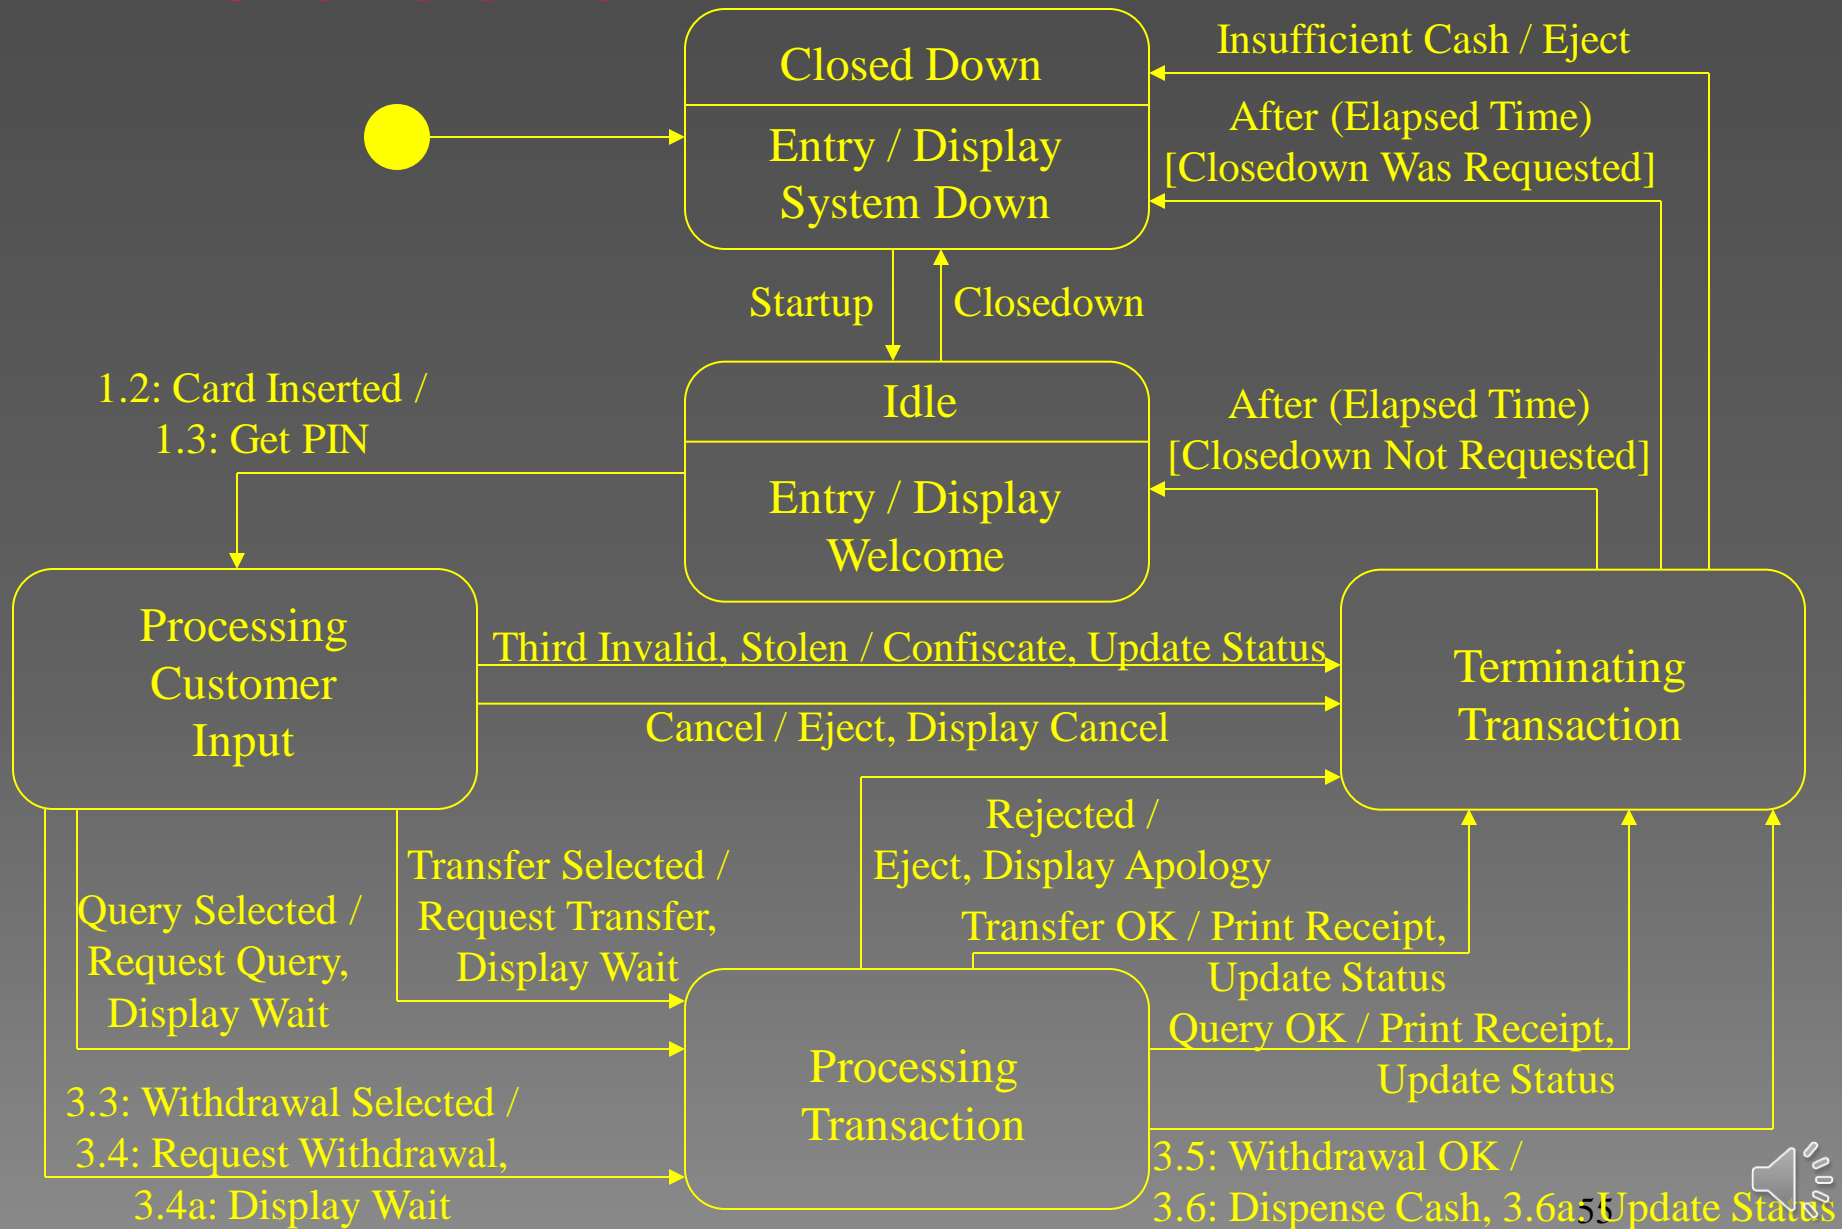 Closed Down
Entry / Display
System Down
Insufficient Cash / Eject
After (Elapsed Time)
[Closedown Was Requested]
Startup
Closedown
1.2: Card Inserted /
1.3: Get PIN
Idle
Entry / Display
Welcome
After (Elapsed Time)
[Closedown Not Requested]
Processing
Customer
Input
Third Invalid, Stolen / Confiscate, Update Status
Cancel / Eject, Display Cancel
Terminating
Transaction
Rejected /
Eject, Display Apology
Transfer Selected /
Request Transfer,
Display Wait
Query Selected /
Request Query,
Display Wait
Transfer OK / Print Receipt,
Update Status
Query OK / Print Receipt,
Update Status
Processing
Transaction
3.3: Withdrawal Selected /
3.4: Request Withdrawal,
3.4a: Display Wait
3.5: Withdrawal OK /
3.6: Dispense Cash, 3.6a: Update Status
55